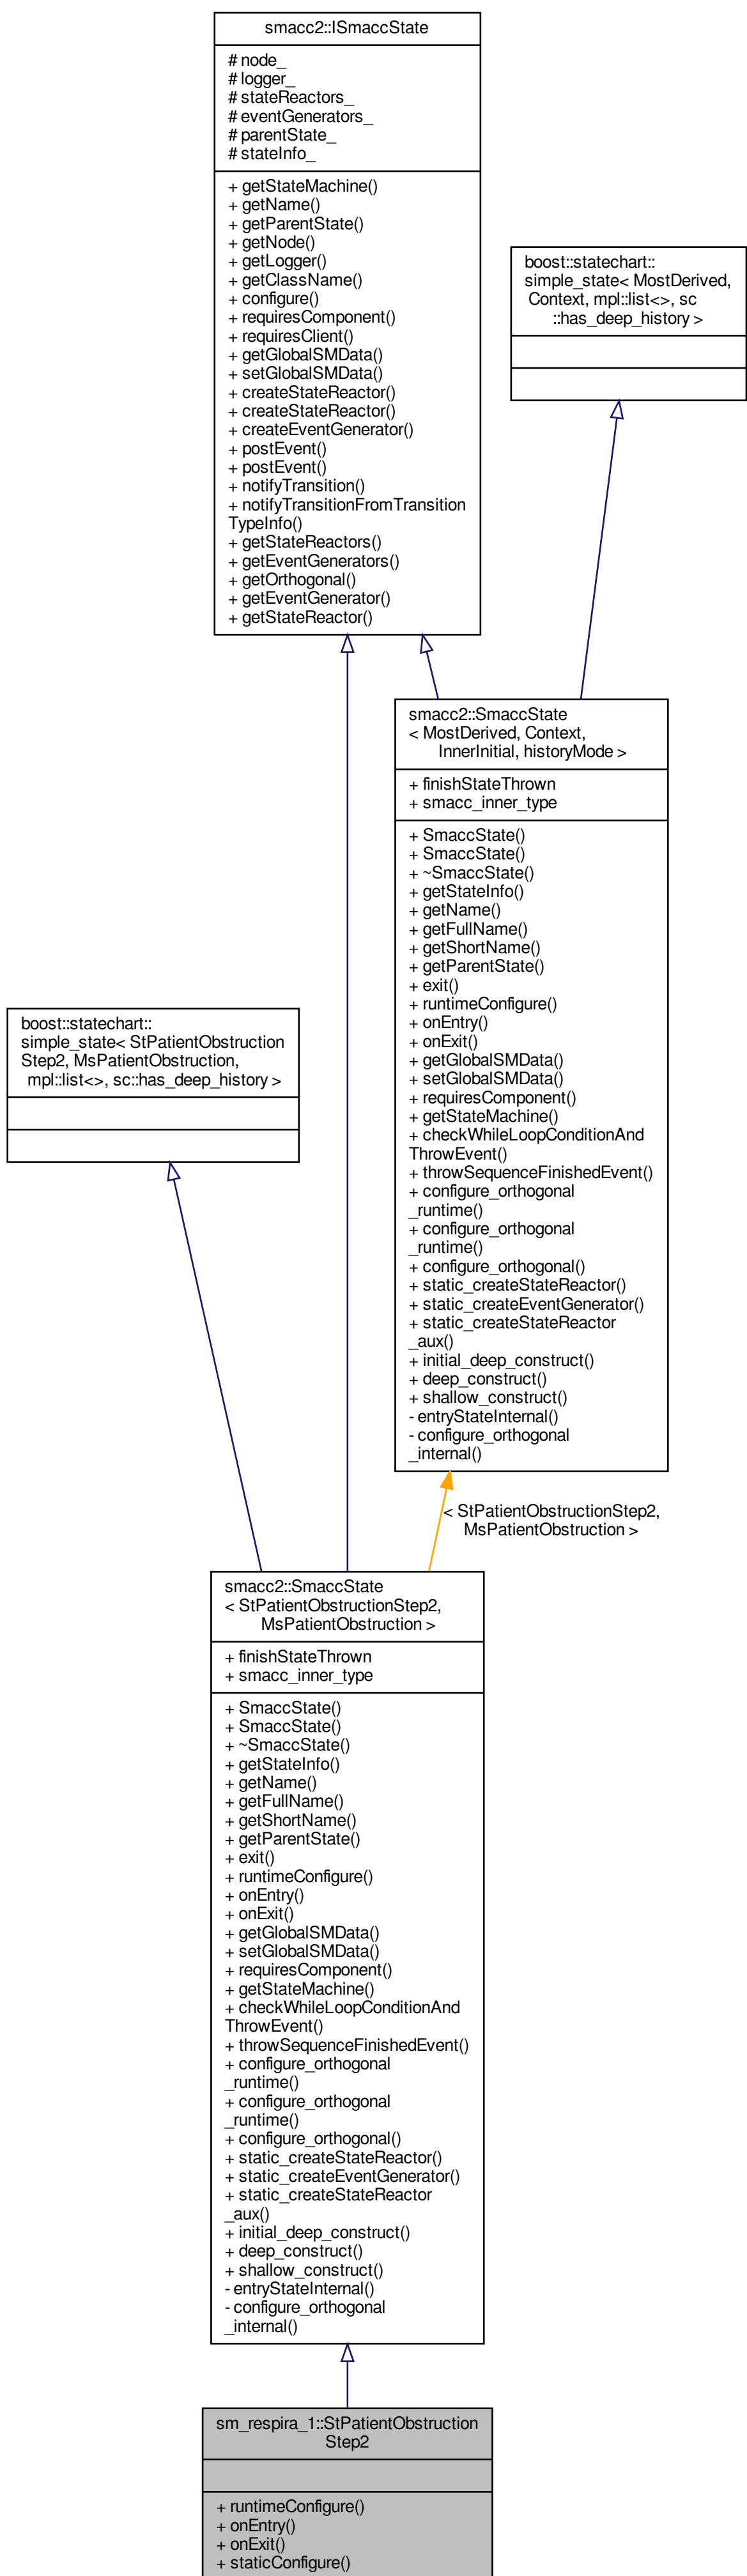 smacc2::ISmaccState
# node_
# logger_
# stateReactors_
# eventGenerators_
# parentState_
# stateInfo_
+ getStateMachine()
+ getName()
+ getParentState()
+ getNode()
+ getLogger()
+ getClassName()
+ configure()
+ requiresComponent()
+ requiresClient()
+ getGlobalSMData()
+ setGlobalSMData()
+ createStateReactor()
+ createStateReactor()
+ createEventGenerator()
+ postEvent()
+ postEvent()
+ notifyTransition()
+ notifyTransitionFromTransition
TypeInfo()
+ getStateReactors()
+ getEventGenerators()
+ getOrthogonal()
+ getEventGenerator()
+ getStateReactor()
boost::statechart::
simple_state< MostDerived,
Context, mpl::list<>, sc
::has_deep_history >
smacc2::SmaccState
< MostDerived, Context,
InnerInitial, historyMode >
+ finishStateThrown
+ smacc_inner_type
+ SmaccState()
+ SmaccState()
+ ~SmaccState()
+ getStateInfo()
+ getName()
+ getFullName()
+ getShortName()
+ getParentState()
+ exit()
+ runtimeConfigure()
+ onEntry()
+ onExit()
+ getGlobalSMData()
+ setGlobalSMData()
+ requiresComponent()
+ getStateMachine()
+ checkWhileLoopConditionAnd
ThrowEvent()
+ throwSequenceFinishedEvent()
+ configure_orthogonal
_runtime()
+ configure_orthogonal
_runtime()
+ configure_orthogonal()
+ static_createStateReactor()
+ static_createEventGenerator()
+ static_createStateReactor
_aux()
+ initial_deep_construct()
+ deep_construct()
+ shallow_construct()
- entryStateInternal()
- configure_orthogonal
_internal()
boost::statechart::
simple_state< StPatientObstruction
Step2, MsPatientObstruction,
mpl::list<>, sc::has_deep_history >
< StPatientObstructionStep2,
MsPatientObstruction >
smacc2::SmaccState
< StPatientObstructionStep2,
MsPatientObstruction >
+ finishStateThrown
+ smacc_inner_type
+ SmaccState()
+ SmaccState()
+ ~SmaccState()
+ getStateInfo()
+ getName()
+ getFullName()
+ getShortName()
+ getParentState()
+ exit()
+ runtimeConfigure()
+ onEntry()
+ onExit()
+ getGlobalSMData()
+ setGlobalSMData()
+ requiresComponent()
+ getStateMachine()
+ checkWhileLoopConditionAnd
ThrowEvent()
+ throwSequenceFinishedEvent()
+ configure_orthogonal
_runtime()
+ configure_orthogonal
_runtime()
+ configure_orthogonal()
+ static_createStateReactor()
+ static_createEventGenerator()
+ static_createStateReactor
_aux()
+ initial_deep_construct()
+ deep_construct()
+ shallow_construct()
- entryStateInternal()
- configure_orthogonal
_internal()
sm_respira_1::StPatientObstruction
Step2
+ runtimeConfigure()
+ onEntry()
+ onExit()
+ staticConfigure()